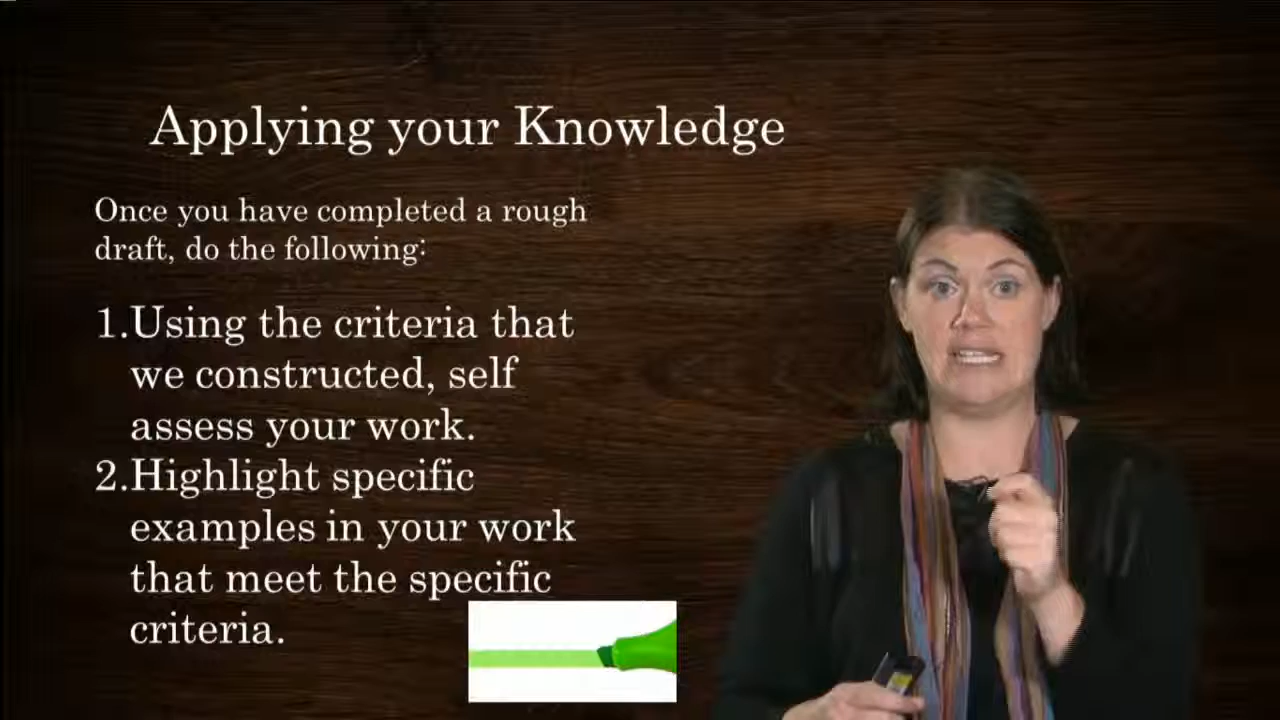 Applying your Knowledge
Once you have completed a rough
draft, do the following:
1.Using the criteria that
we constructed, self
assess your work.
2.Highlight specific
examples in your work
that meet the specific
criteria.